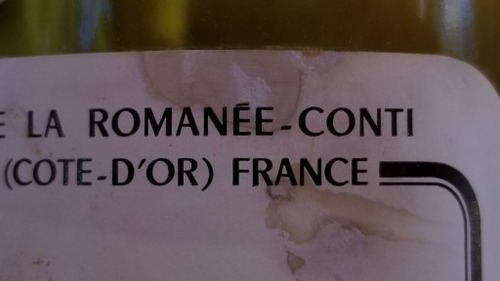 E LA ROMANÉE-CONTI
(COTE-D'OR) FRANCE